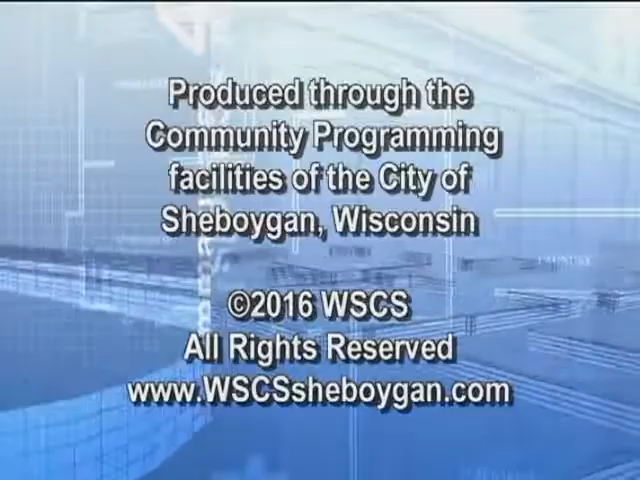 Produced through the
Community Programming
facilities of the City of
Sheboygan, Wisconsin
©2016 WSCS
All Rights Reserved
www.WSCSsheboygan.com